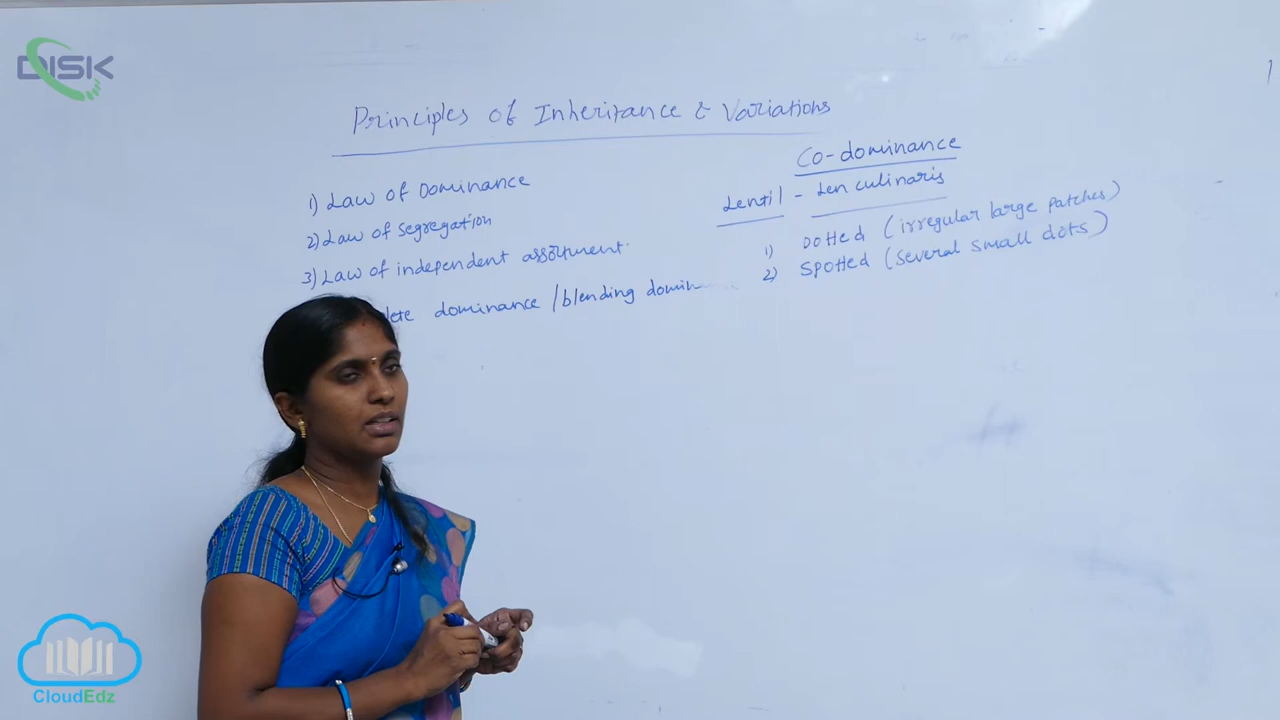 DISK
Principles of Inheritance & Variations
1) Law of Dominance
2) Law of segregation
3) Law of independent assortment.
dominance / blending
Co-dominance
Lentil - Len culinaris
1) Dotted (irregular large patches)
2) Spotted (several small dots)
CloudEdz